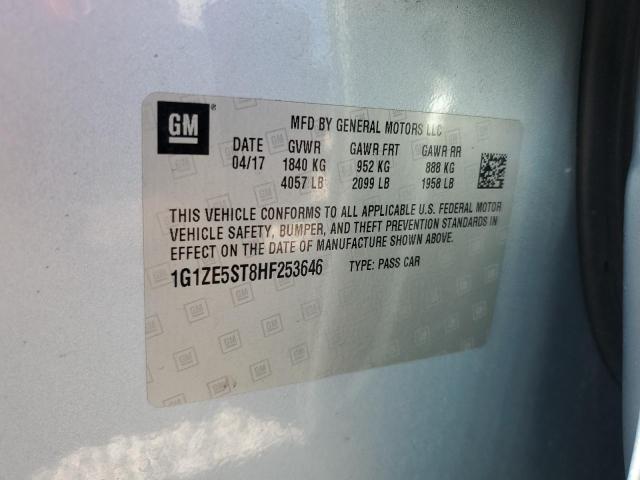 GM
MFD BY GENERAL MOTORS LLC
DATE GVWR GAWR FRT GAWR RR
04/17 1840 KG 952 KG 888 KG
4057 LB 2099 LB 1958 LB
THIS VEHICLE CONFORMS TO ALL APPLICABLE U.S. FEDERAL MOTOR
VEHICLE SAFETY, BUMPER, AND THEFT PREVENTION STANDARDS IN
EFFECT ON THE DATE OF MANUFACTURE SHOWN ABOVE.
1G1ZE5ST8HF253646 TYPE: PASS CAR